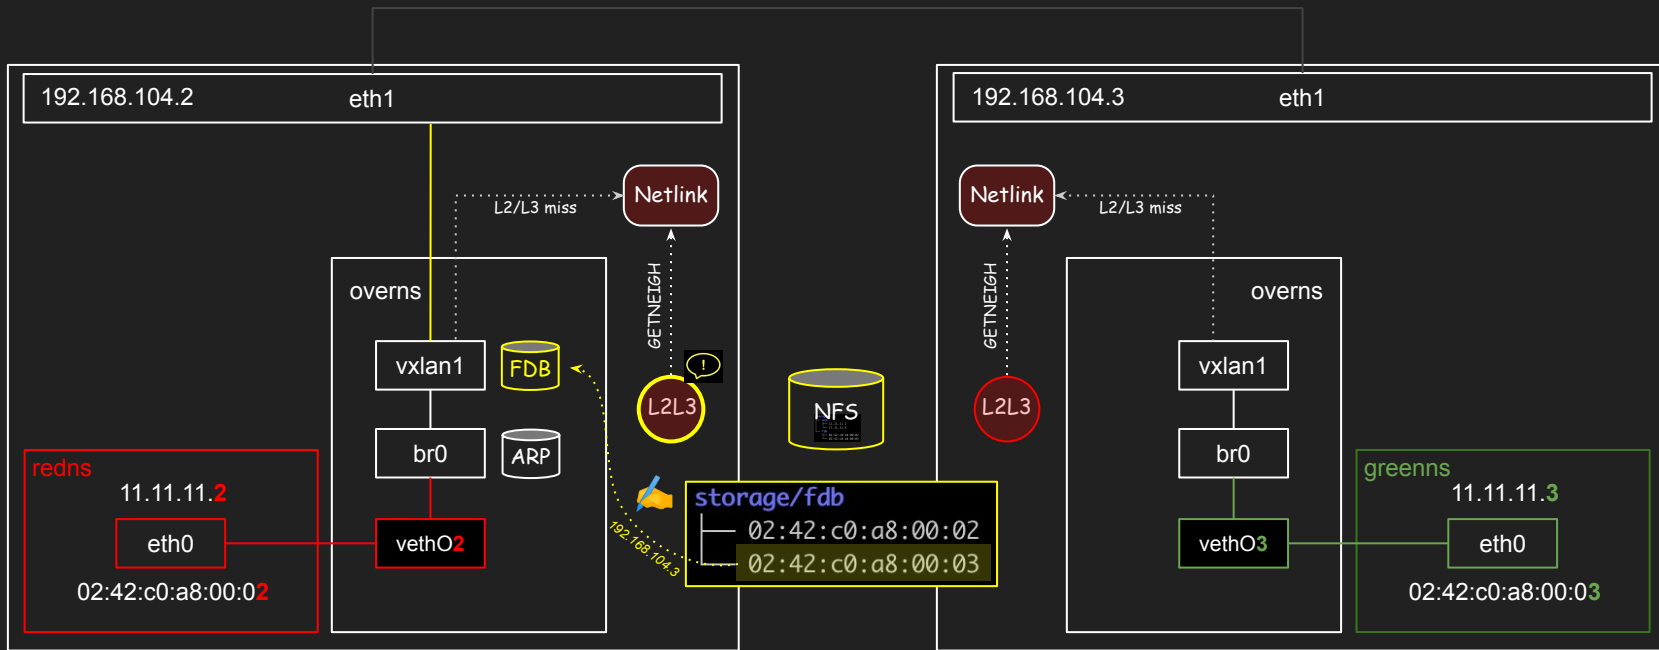 192.168.104.2 eth1
192.168.104.3 eth1
Netlink
L2/L3 miss
GETNEIGH
overns
vxlan1
FDB
!
L2L3
br0
ARP
redns
11.11.11.2
eth0
vethO2
02:42:c0:a8:00:02
NFS
192.168.104.3
storage/fdb
02:42:c0:a8:00:02
02:42:c0:a8:00:03
Netlink
L2/L3 miss
GETNEIGH
overns
vxlan1
L2L3
br0
greenns
11.11.11.3
vethO3
eth0
02:42:c0:a8:00:03